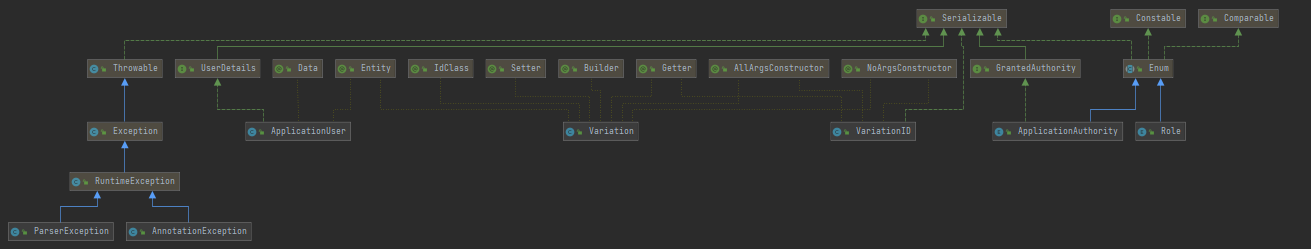 Serializable Constable Comparable
Throwable UserDetails Data Entity IdClass Setter Builder Getter AllArgsConstructor NoArgsConstructor GrantedAuthority Enum
Exception ApplicationUser Variation VariationID ApplicationAuthority Role
RuntimeException
ParserException AnnotationException